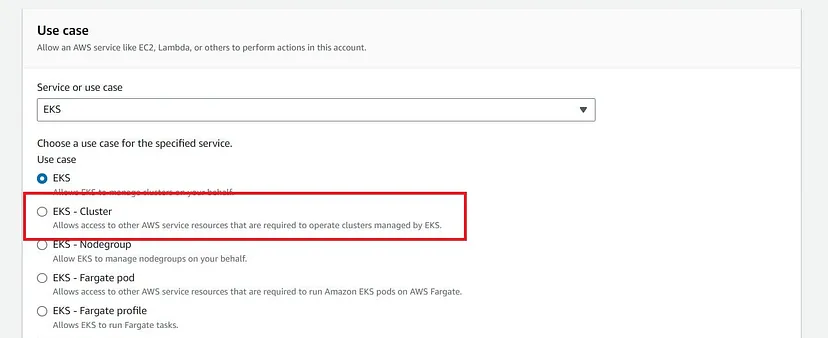 Use case
Allow an AWS service like EC2, Lambda, or others to perform actions in this account.
Service or use case
EKS
Choose a use case for the specified service.
Use case
EKS
Allows EKS to manage clusters on your behalf.
EKS - Cluster
Allows access to other AWS service resources that are required to operate clusters managed by EKS.
EKS - Nodegroup
Allow EKS to manage nodegroups on your behalf.
EKS - Fargate pod
Allows access to other AWS service resources that are required to run Amazon EKS pods on AWS Fargate.
EKS - Fargate profile
Allows EKS to run Fargate tasks.